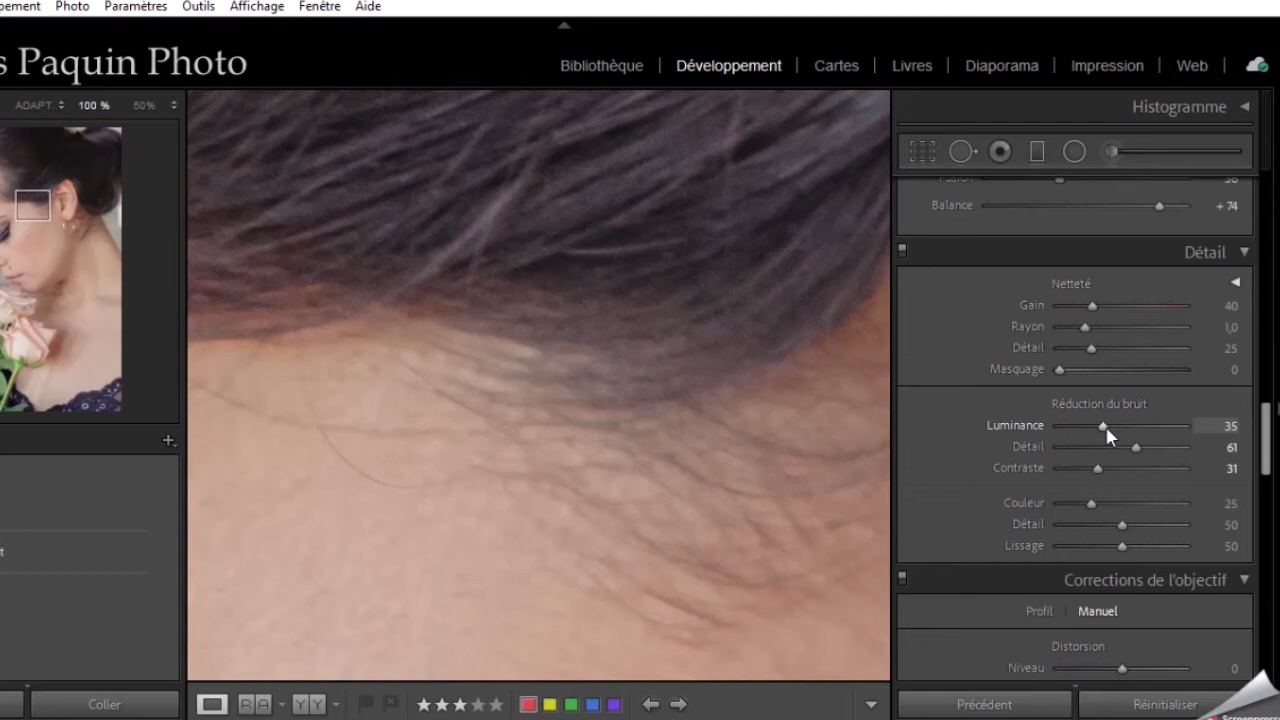 pement Photo Paramètres Outils Affichage Fenêtre Aide
s Paquin Photo
Bibliothèque | Développement | Cartes | Livres | Diaporama | Impression | Web |
ADAPT. 100 % 50%
Histogramme
Fusion 38
Balance + 74
Détail
Netteté
Gain 40
Rayon 1,0
Détail 25
Masquage 0
Réduction du bruit
Luminance 35
Détail 61
Contraste 31
Couleur 25
Détail 50
Lissage 50
t
Corrections de l'objectif
Profil | Manuel
Distorsion
Niveau 0
Coller
R A
Y Y
Précédent
Réinitialiser